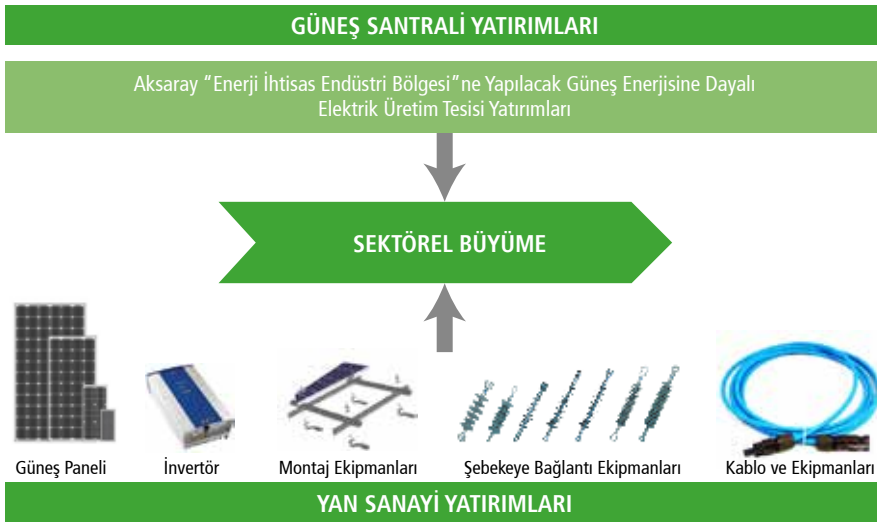 GÜNEŞ SANTRALİ YATIRIMLARI
Aksaray “Enerji İhtisas Endüstri Bölgesi”ne Yapılacak Güneş Enerjisine Dayalı
Elektrik Üretim Tesisi Yatırımları
SEKTÖREL BÜYÜME
Güneş Paneli
İnvertör
Montaj Ekipmanları
Şebekeye Bağlantı Ekipmanları
Kablo ve Ekipmanları
YAN SANAYİ YATIRIMLARI